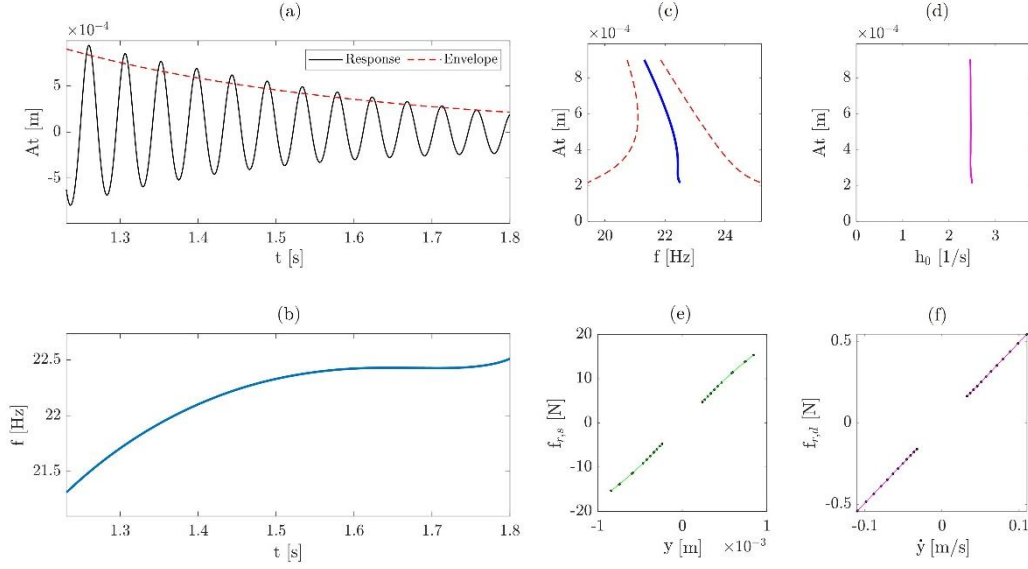 (a)
×10⁻⁴
Response
Envelope
5
0
-5
At [m]
1.3
1.4
1.5
1.6
1.7
1.8
t [s]
(b)
22.5
22
21.5
f [Hz]
1.3
1.4
1.5
1.6
1.7
1.8
t [s]
(c)
×10⁻⁴
8
6
4
2
0
At [m]
20
22
24
f [Hz]
(d)
×10⁻⁴
8
6
4
2
0
At [m]
0
1
2
3
h₀ [1/s]
(e)
20
10
0
-10
-20
f_{r,s} [N]
-1
0
1
y [m]
×10⁻³
(f)
0.5
0
-0.5
f_{r,d} [N]
-0.1
0
0.1
ẏ [m/s]